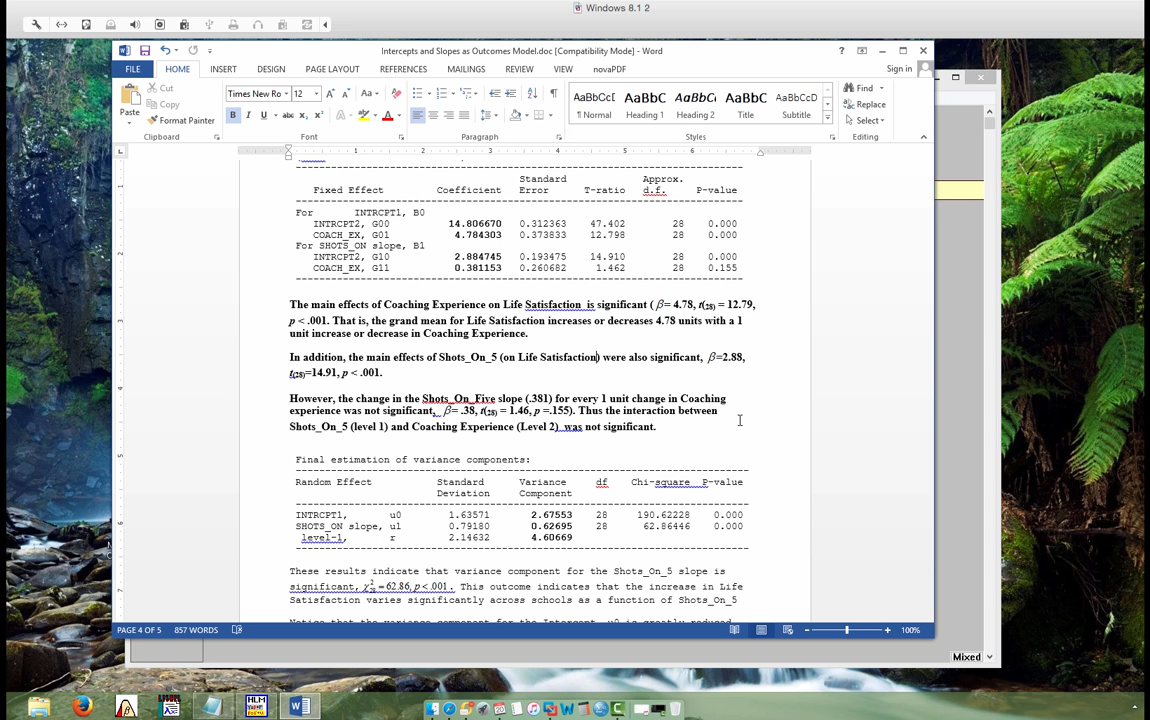 Windows 8.1 2
Intercepts and Slopes as Outcomes Model.doc [Compatibility Mode] - Word
FILE HOME INSERT DESIGN PAGE LAYOUT REFERENCES MAILINGS REVIEW VIEW novaPDF Sign in
Paste
Cut
Copy
Format Painter
Times New Ro 12
AaBbCcI AaBbC AaBbCc AaBbC AaBbCcD
¶ Normal Heading 1 Heading 2 Title Subtitle
Find
Replace
Select
Clipboard Font Paragraph Styles Editing
Standard Approx.
Fixed Effect Coefficient Error T-ratio d.f. P-value
For INTRCPT1, B0
INTRCPT2, G00 14.806670 0.312363 47.402 28 0.000
COACH_EX, G01 4.784303 0.373833 12.798 28 0.000
For SHOTS_ON slope, B1
INTRCPT2, G10 2.884745 0.193475 14.910 28 0.000
COACH_EX, G11 0.381153 0.260682 1.462 28 0.155
The main effects of Coaching Experience on Life Satisfaction is significant ( β= 4.78, t(28) = 12.79,
p < .001. That is, the grand mean for Life Satisfaction increases or decreases 4.78 units with a 1
unit increase or decrease in Coaching Experience.
In addition, the main effects of Shots_On_5 (on Life Satisfaction) were also significant, β=2.88,
t(28)=14.91, p < .001.
However, the change in the Shots_On_Five slope (.381) for every 1 unit change in Coaching
experience was not significant, β= .38, t(28) = 1.46, p =.155). Thus the interaction between
Shots_On_5 (level 1) and Coaching Experience (Level 2) was not significant.
Final estimation of variance components:
Random Effect Standard Variance df Chi-square P-value
Deviation Component
INTRCPT1, u0 1.63571 2.67553 28 190.62228 0.000
SHOTS_ON slope, u1 0.79180 0.62695 28 62.86446 0.000
level-1, r 2.14632 4.60669
These results indicate that variance component for the Shots_On_5 slope is
significant, χ²28 = 62.86, p < .001. This outcome indicates that the increase in Life
Satisfaction varies significantly across schools as a function of Shots_On_5
Notice that the variance component for the Intercept, u0 is greatly reduced
PAGE 4 OF 5 857 WORDS 100%
Mixed